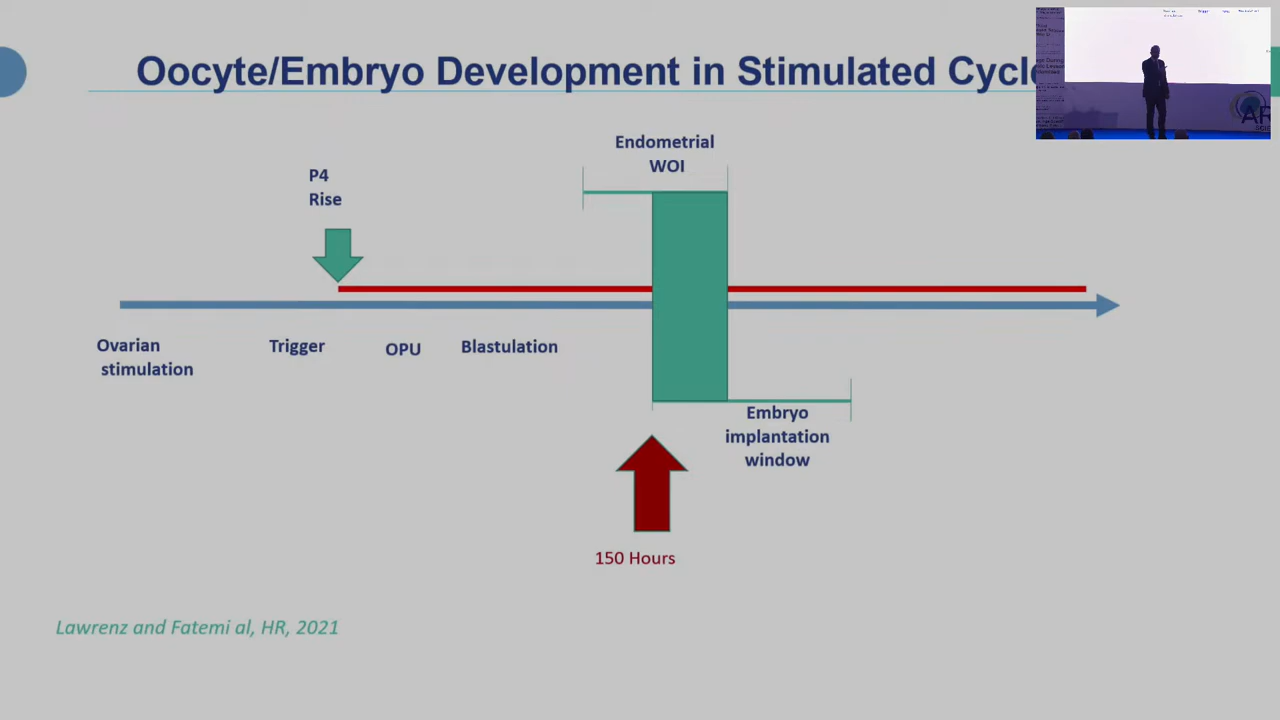 Oocyte/Embryo Development in Stimulated Cycle
Endometrial
WOI
P4
Rise
Ovarian
stimulation
Trigger
OPU
Blastulation
Embryo
implantation
window
150 Hours
Lawrenz and Fatemi al, HR, 2021